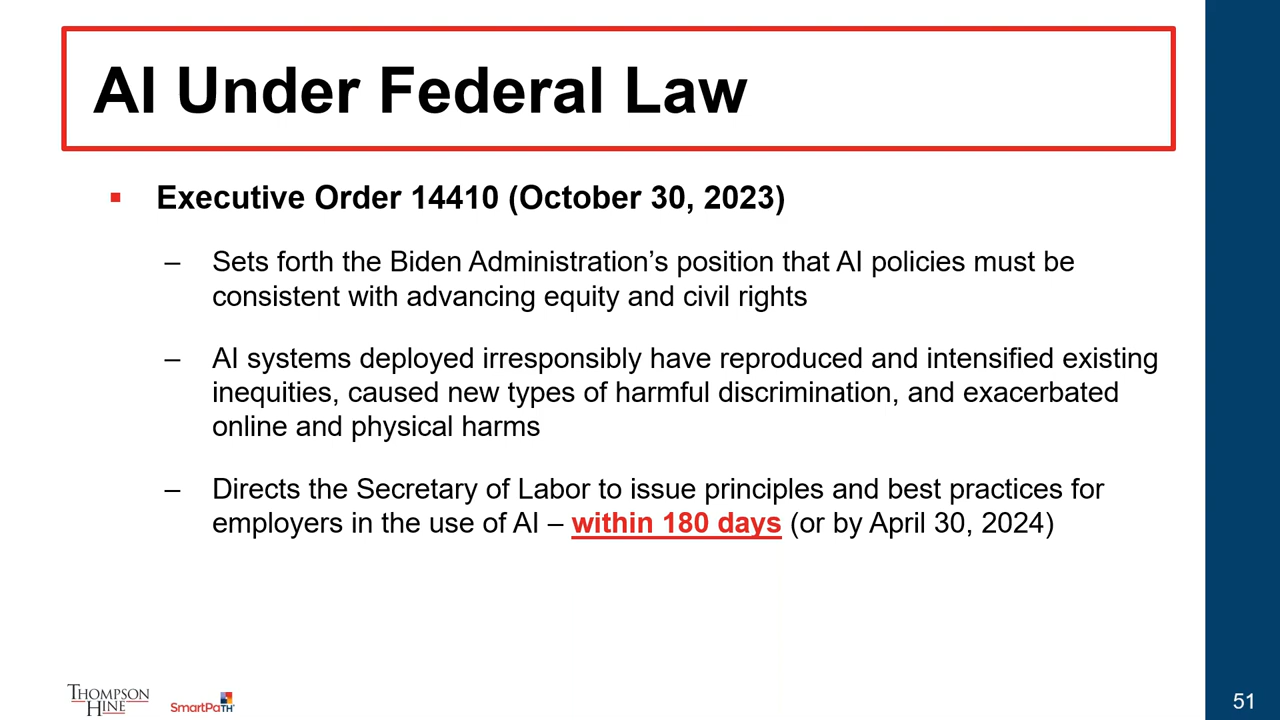 AI Under Federal Law
▪ Executive Order 14410 (October 30, 2023)
– Sets forth the Biden Administration’s position that AI policies must be
consistent with advancing equity and civil rights
– AI systems deployed irresponsibly have reproduced and intensified existing
inequities, caused new types of harmful discrimination, and exacerbated
online and physical harms
– Directs the Secretary of Labor to issue principles and best practices for
employers in the use of AI – within 180 days (or by April 30, 2024)
THOMPSON
HINE
SmartPaTH
51